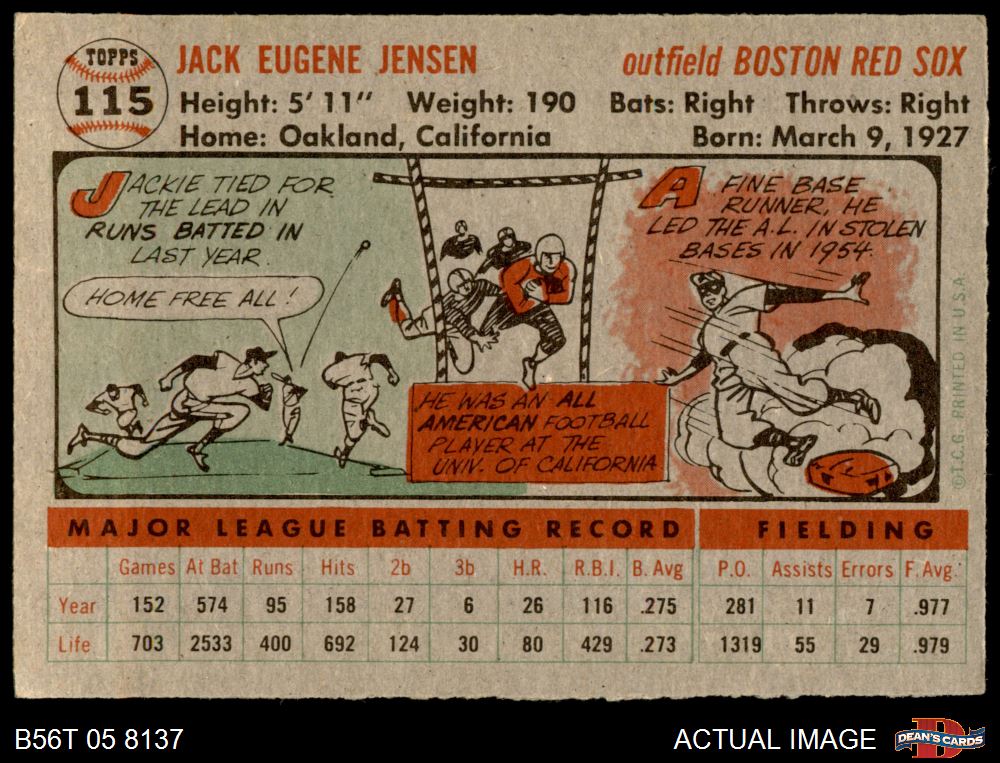 TOPPS
115
JACK EUGENE JENSEN
outfield BOSTON RED SOX
Height: 5' 11" Weight: 190 Bats: Right Throws: Right
Home: Oakland, California Born: March 9, 1927
JACKIE TIED FOR
THE LEAD IN
RUNS BATTED IN
LAST YEAR.
HOME FREE ALL!
HE WAS AN ALL
AMERICAN FOOTBALL
PLAYER AT THE
UNIV. OF CALIFORNIA
A FINE BASE
RUNNER, HE
LED THE A.L. IN STOLEN
BASES IN 1954.
© T.C.G. PRINTED IN U.S.A.
MAJOR LEAGUE BATTING RECORD FIELDING
Games At Bat Runs Hits 2b 3b H.R. R.B.I. B. Avg P.O. Assists Errors F. Avg.
Year 152 574 95 158 27 6 26 116 .275 281 11 7 .977
Life 703 2533 400 692 124 30 80 429 .273 1319 55 29 .979
B56T 05 8137
ACTUAL IMAGE
DEAN'S CARDS